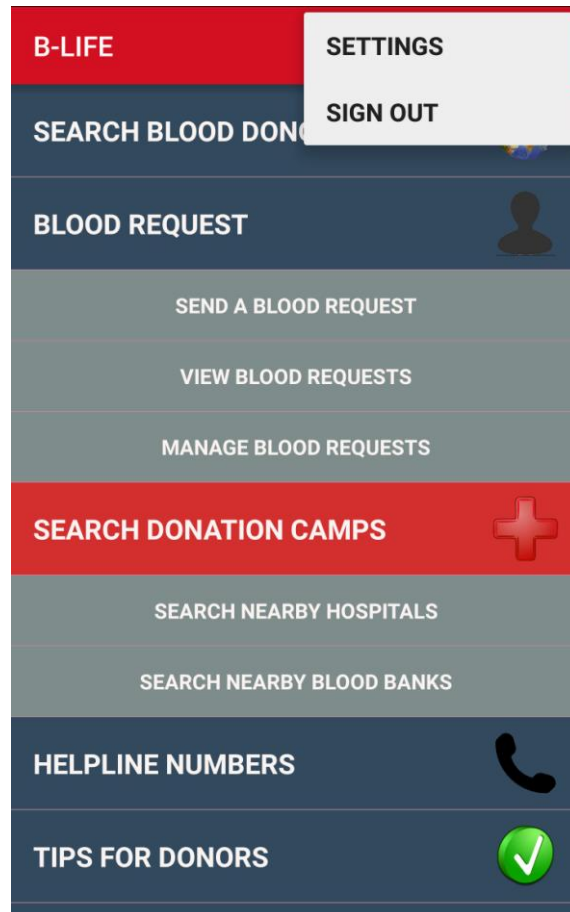 B-LIFE
SETTINGS
SIGN OUT
SEARCH BLOOD
BLOOD REQUEST
SEND A BLOOD REQUEST
VIEW BLOOD REQUESTS
MANAGE BLOOD REQUESTS
SEARCH DONATION CAMPS
SEARCH NEARBY HOSPITALS
SEARCH NEARBY BLOOD BANKS
HELPLINE NUMBERS
TIPS FOR DONORS